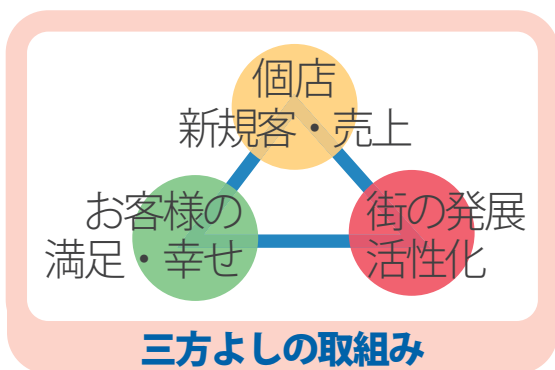 個店
新規客・売上
お客様の
満足・幸せ
街の発展
活性化
三方よしの取組み